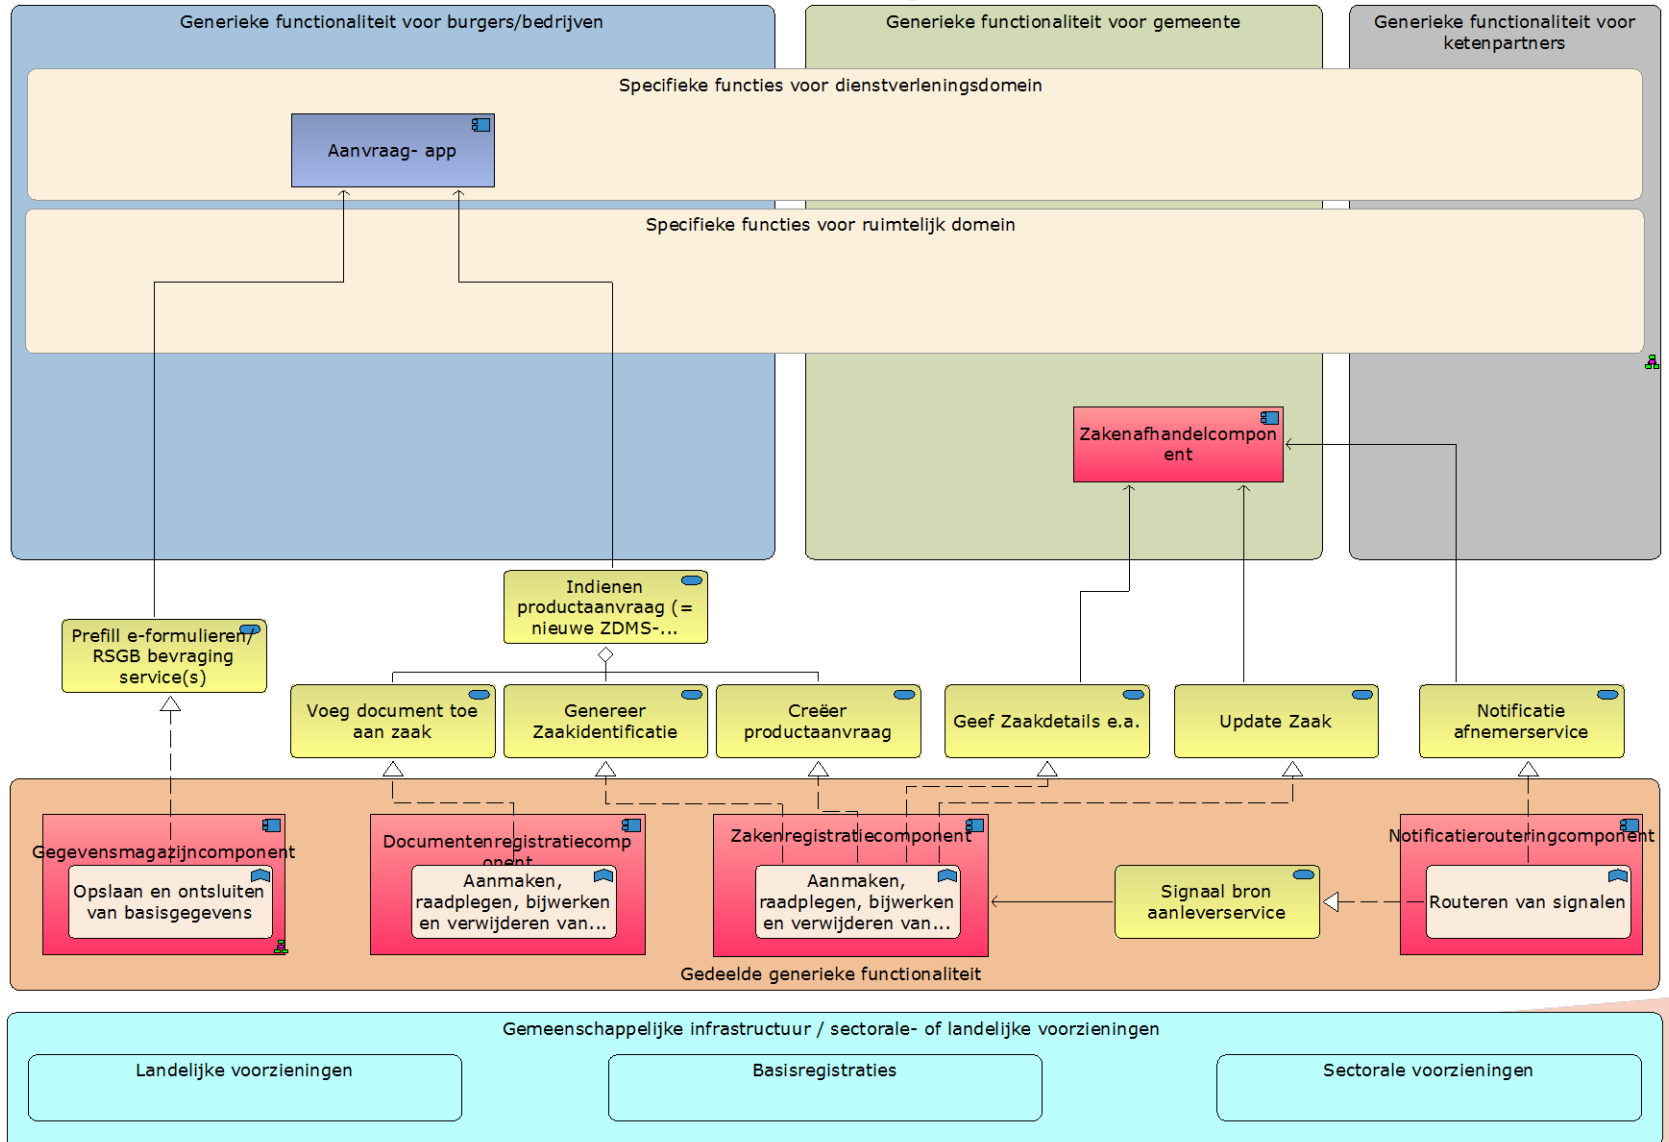 Generieke functionaliteit voor burgers/bedrijven
Generieke functionaliteit voor gemeente
Generieke functionaliteit voor
ketenpartners
Specifieke functies voor dienstverleningsdomein
Aanvraag- app
Specifieke functies voor ruimtelijk domein
Zakenafhandelcompon
ent
Indienen
productaanvraag (=
nieuwe ZDMS-...
Prefill e-formulieren/
RSGB bevraging
service(s)
Voeg document toe
aan zaak
Genereer
Zaakidentificatie
Creëer
productaanvraag
Geef Zaakdetails e.a.
Update Zaak
Notificatie
afnemerservice
Gegevensmagazijncomponent
Opslaan en ontsluiten
van basisgegevens
Documentenregistratiecomp
onent
Aanmaken,
raadplegen, bijwerken
en verwijderen van...
Zakenregistratiecomponent
Aanmaken,
raadplegen, bijwerken
en verwijderen van...
Signaal bron
aanleverservice
Notificatierouteringcomponent
Routeren van signalen
Gedeelde generieke functionaliteit
Gemeenschappelijke infrastructuur / sectorale- of landelijke voorzieningen
Landelijke voorzieningen
Basisregistraties
Sectorale voorzieningen